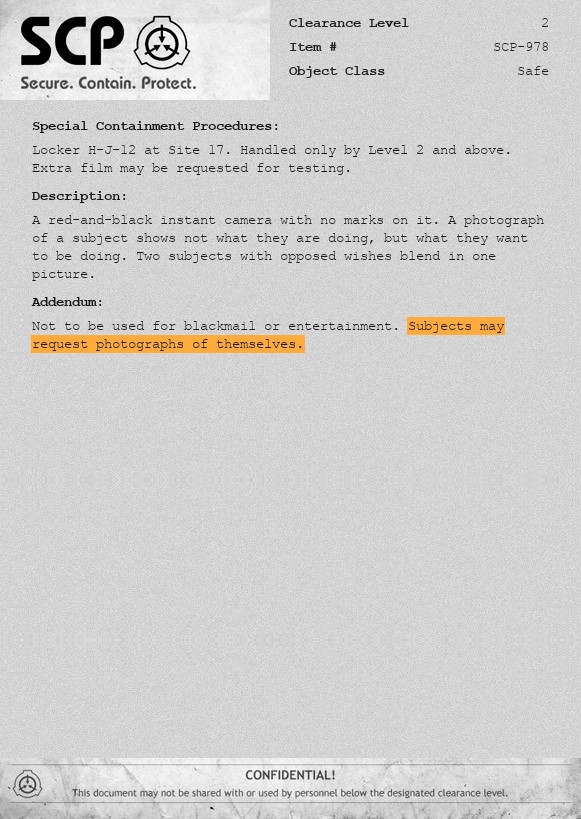 SCP
Secure. Contain. Protect.
Clearance Level 2
Item # SCP-978
Object Class Safe
Special Containment Procedures:
Locker H-J-12 at Site 17. Handled only by Level 2 and above.
Extra film may be requested for testing.
Description:
A red-and-black instant camera with no marks on it. A photograph
of a subject shows not what they are doing, but what they want
to be doing. Two subjects with opposed wishes blend in one
picture.
Addendum:
Not to be used for blackmail or entertainment. Subjects may
request photographs of themselves.
CONFIDENTIAL!
This document may not be shared with or used by personnel below the designated clearance level.